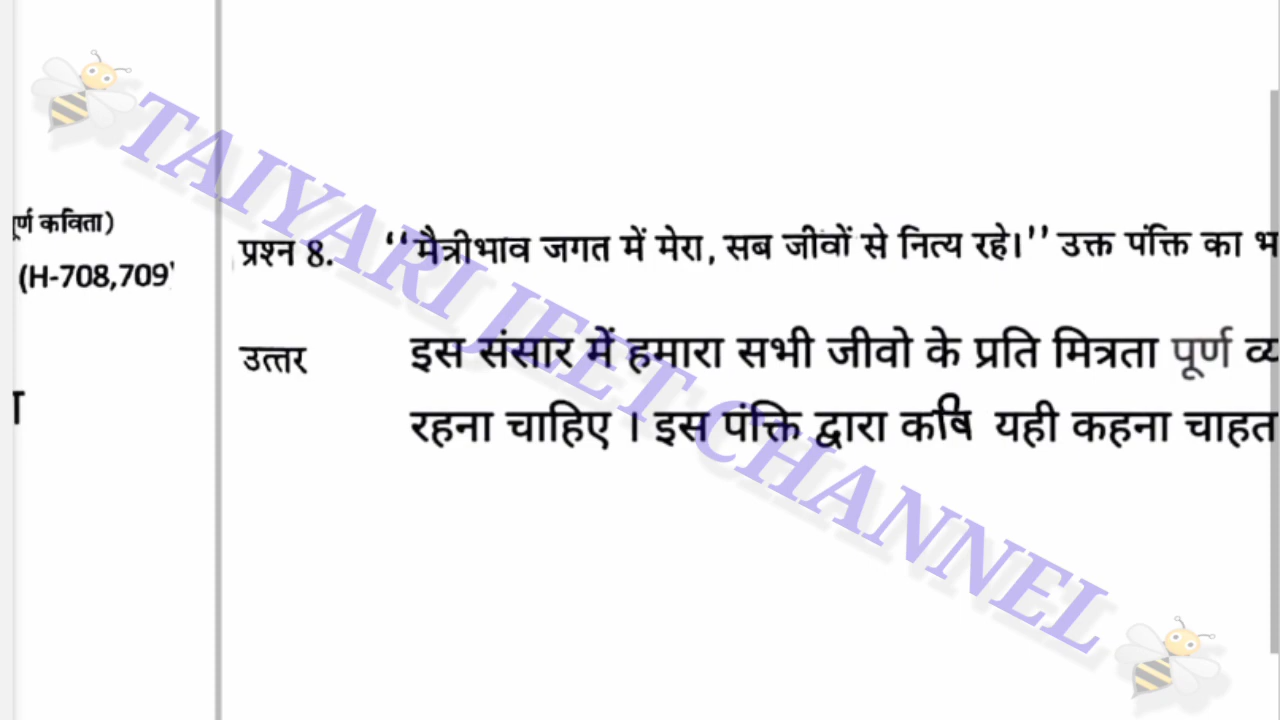 कविता)
(H-708,709
प्रश्न 8. ‘‘मैत्रीभाव जगत में मेरा, सब जीवों से नित्य रहे।’’ उक्त पंक्ति का
उत्तर इस संसार में हमारा सभी जीवो के प्रति मित्रता पूर्ण
रहना चाहिए । इस पंक्ति द्वारा कवि यही कहना
TAIYARI JEET CHANNEL